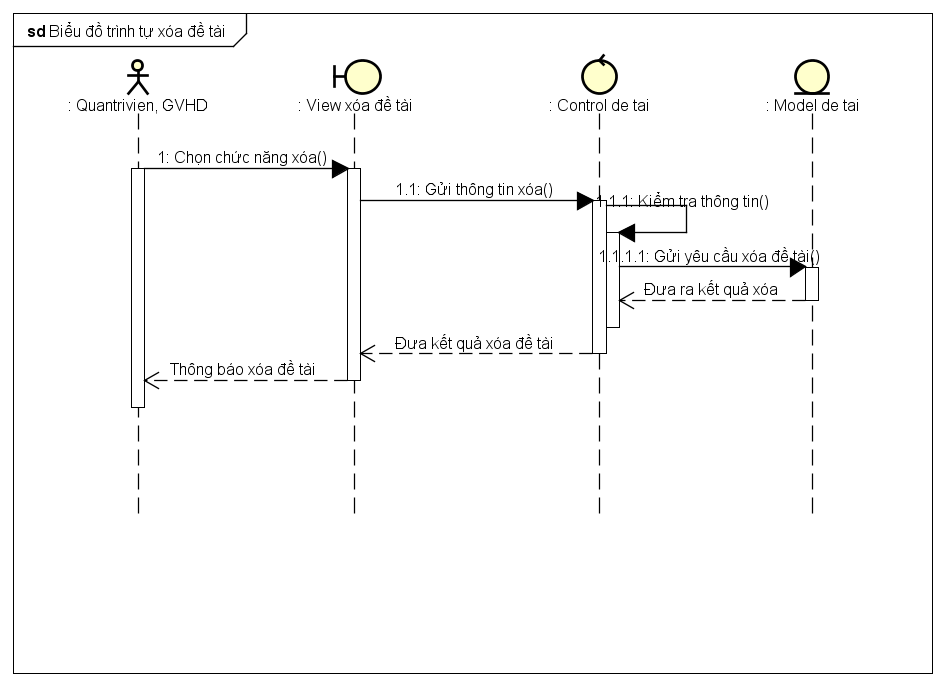 sd Biểu đồ trình tự xóa đề tài
: Quantrivien, GVHD
: View xóa đề tài
: Control de tai
: Model de tai
1: Chọn chức năng xóa()
1.1: Gửi thông tin xóa()
1.1.1: Kiểm tra thông tin()
1.1.1.1: Gửi yêu cầu xóa đề tài()
Đưa ra kết quả xóa
Đưa kết quả xóa đề tài
Thông báo xóa đề tài